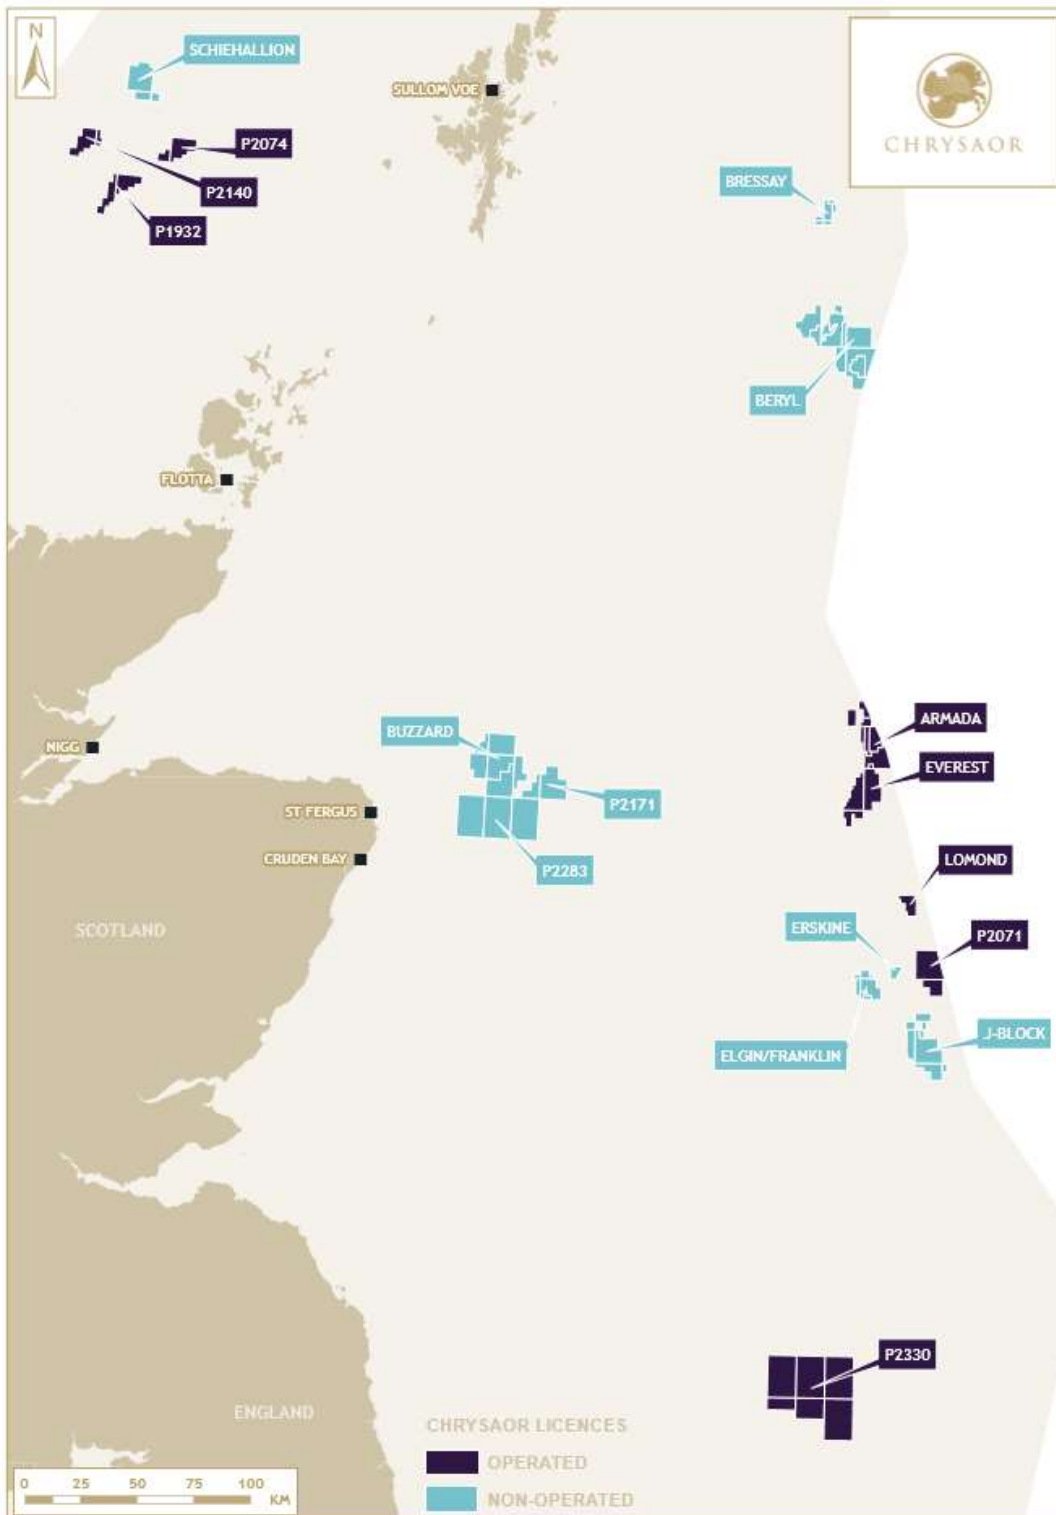 N
SCHIEHALLION
SULLOM VOE
CHRYSAOR
P2074
P2140
P1932
BRESSAY
BERYL
FLOTTA
ARMADA
BUZZARD
NIGG
EVEREST
P2171
ST FERGUS
CRUDEN BAY
P2283
LOMOND
SCOTLAND
ERSKINE
P2071
J-BLOCK
ELGIN/FRANKLIN
P2330
ENGLAND
CHRYSAOR LICENCES
OPERATED
NON-OPERATED
0 25 50 75 100
KM